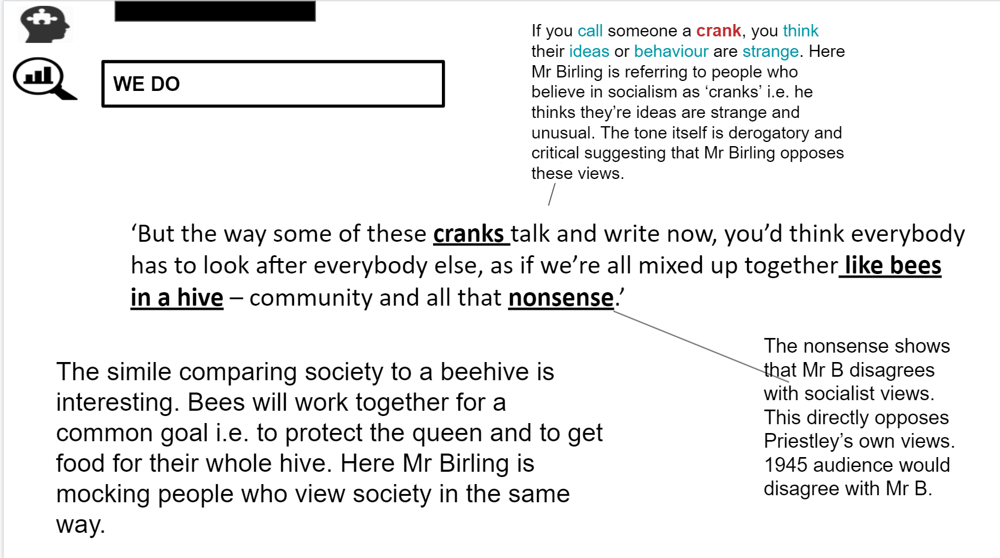 WE DO
If you call someone a crank, you think
their ideas or behaviour are strange. Here
Mr Birling is referring to people who
believe in socialism as ‘cranks’ i.e. he
thinks they’re ideas are strange and
unusual. The tone itself is derogatory and
critical suggesting that Mr Birling opposes
these views.
‘But the way some of these cranks talk and write now, you’d think everybody
has to look after everybody else, as if we’re all mixed up together like bees
in a hive – community and all that nonsense.’
The simile comparing society to a beehive is
interesting. Bees will work together for a
common goal i.e. to protect the queen and to get
food for their whole hive. Here Mr Birling is
mocking people who view society in the same
way.
The nonsense shows
that Mr B disagrees
with socialist views.
This directly opposes
Priestley’s own views.
1945 audience would
disagree with Mr B.